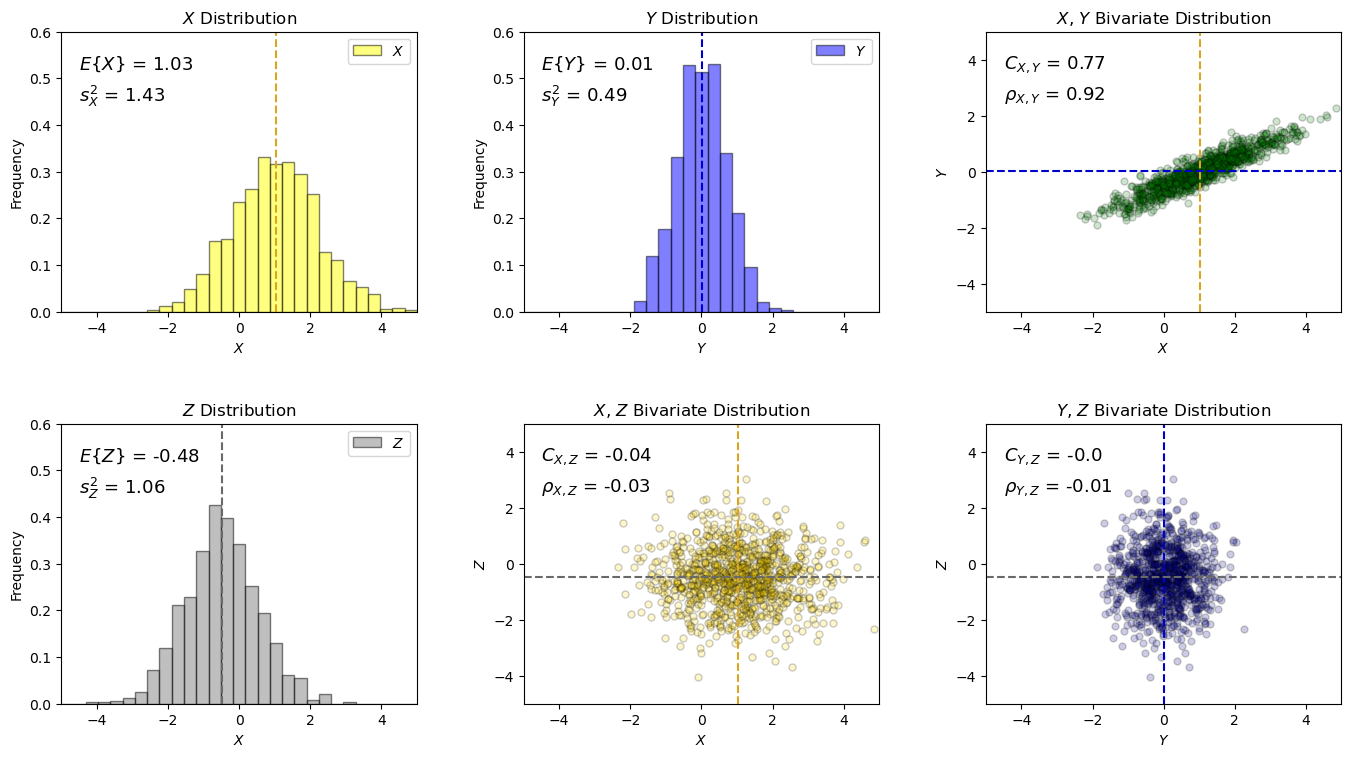 X Distribution
0.6
0.5
0.4
0.3
0.2
0.1
0.0
Frequency
E{X} = 1.03
s²_X = 1.43
X
−4 −2 0 2 4
X
Y Distribution
0.6
0.5
0.4
0.3
0.2
0.1
0.0
Frequency
E{Y} = 0.01
s²_Y = 0.49
Y
−4 −2 0 2 4
Y
X, Y Bivariate Distribution
4
2
0
−2
−4
Y
C_{X,Y} = 0.77
ρ_{X,Y} = 0.92
−4 −2 0 2 4
X
Z Distribution
0.6
0.5
0.4
0.3
0.2
0.1
0.0
Frequency
E{Z} = -0.48
s²_Z = 1.06
Z
−4 −2 0 2 4
X
X, Z Bivariate Distribution
4
2
0
−2
−4
Z
C_{X,Z} = -0.04
ρ_{X,Z} = -0.03
−4 −2 0 2 4
X
Y, Z Bivariate Distribution
4
2
0
−2
−4
Z
C_{Y,Z} = -0.0
ρ_{Y,Z} = -0.01
−4 −2 0 2 4
Y